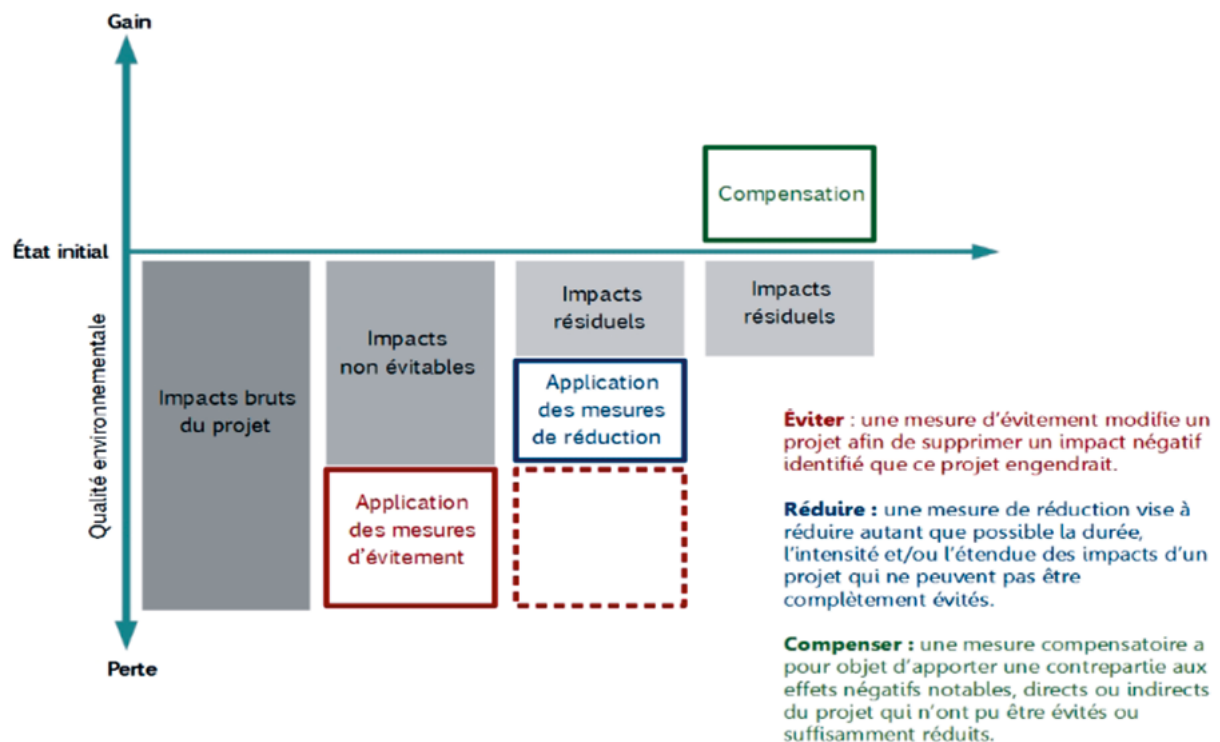 Gain
Compensation
État initial
Qualité environnementale
Impacts bruts
du projet
Impacts
non évitables
Application
des mesures
d'évitement
Impacts
résiduels
Application
des mesures
de réduction
Impacts
résiduels
Perte
Éviter : une mesure d'évitement modifie un
projet afin de supprimer un impact négatif
identifié que ce projet engendrait.
Réduire : une mesure de réduction vise à
réduire autant que possible la durée,
l'intensité et/ou l'étendue des impacts d'un
projet qui ne peuvent pas être
complètement évités.
Compenser : une mesure compensatoire a
pour objet d'apporter une contrepartie aux
effets négatifs notables, directs ou indirects
du projet qui n'ont pu être évités ou
suffisamment réduits.